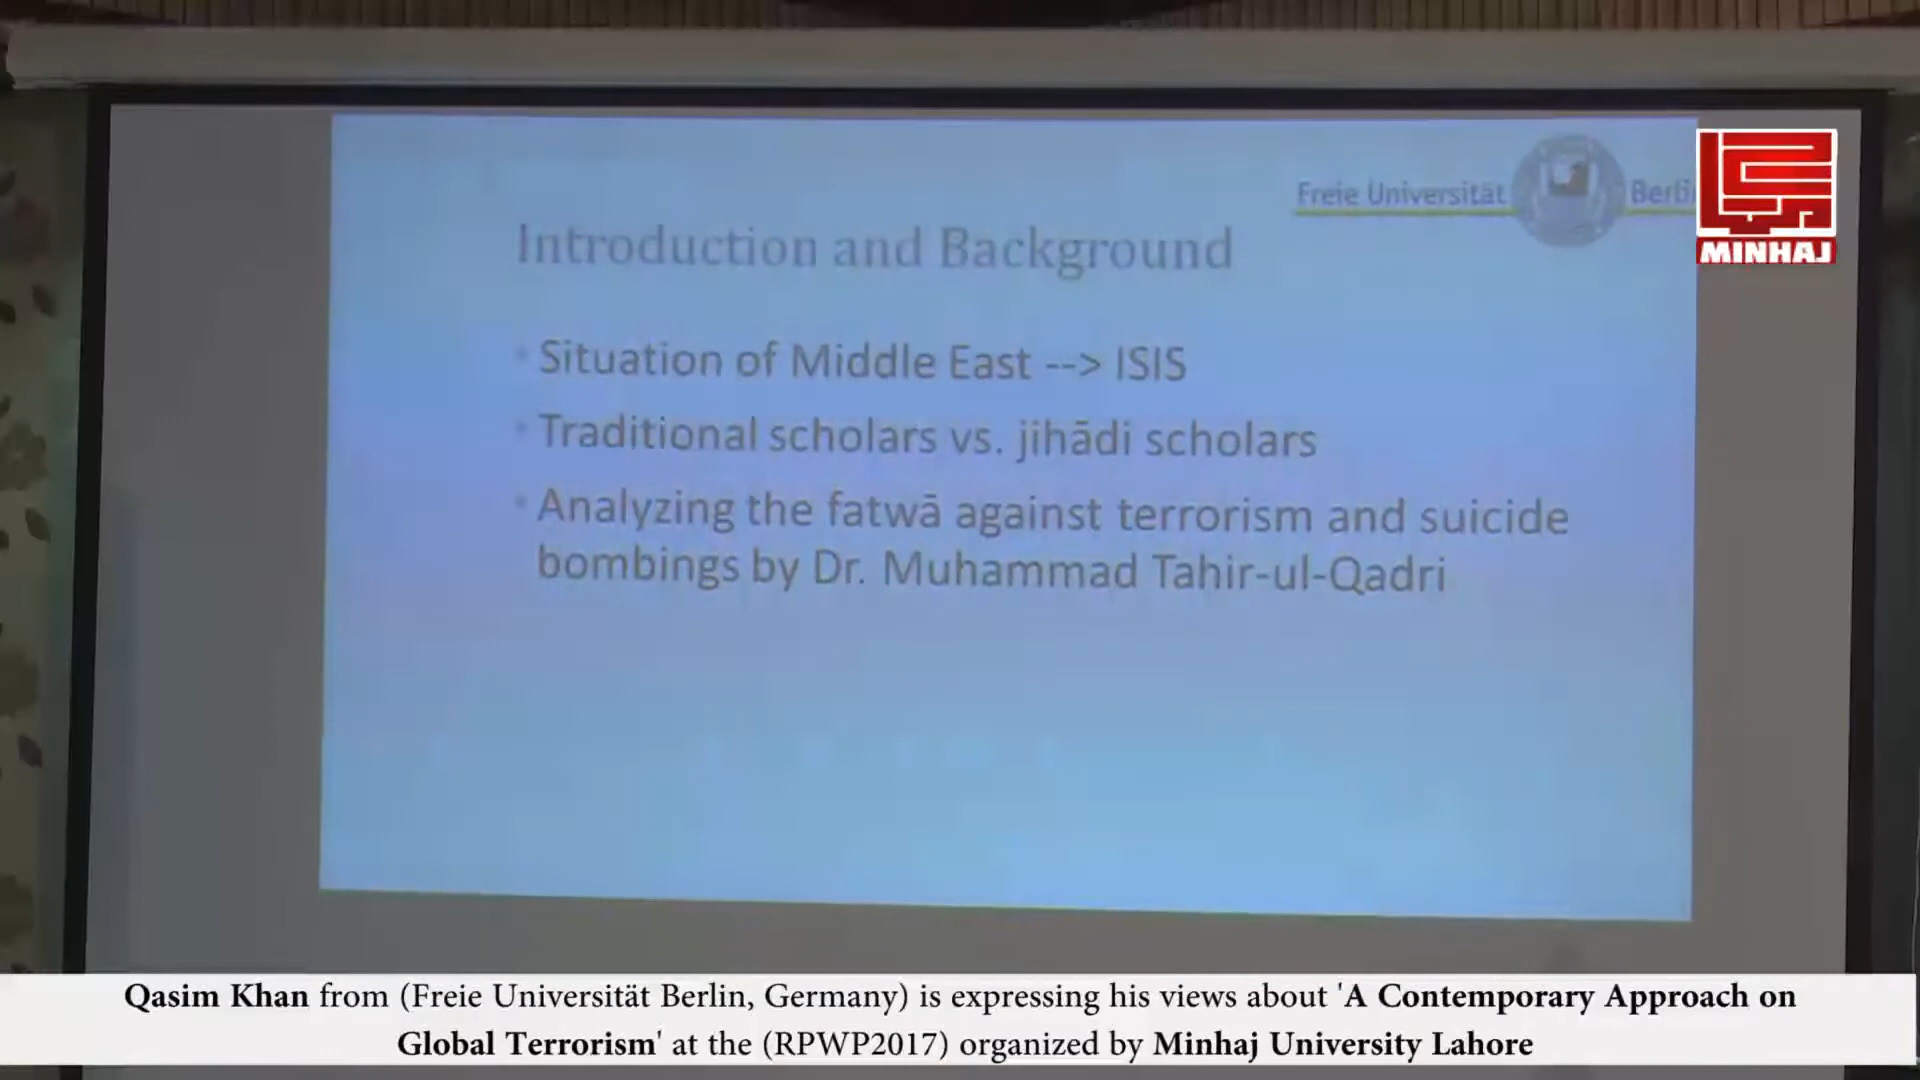 Freie Universität Berli
MINHAJ
Introduction and Background
Situation of Middle East --> ISIS
Traditional scholars vs. jihādi scholars
Analyzing the fatwā against terrorism and suicide
bombings by Dr. Muhammad Tahir-ul-Qadri
Qasim Khan from (Freie Universität Berlin, Germany) is expressing his views about 'A Contemporary Approach on
Global Terrorism' at the (RPWP2017) organized by Minhaj University Lahore